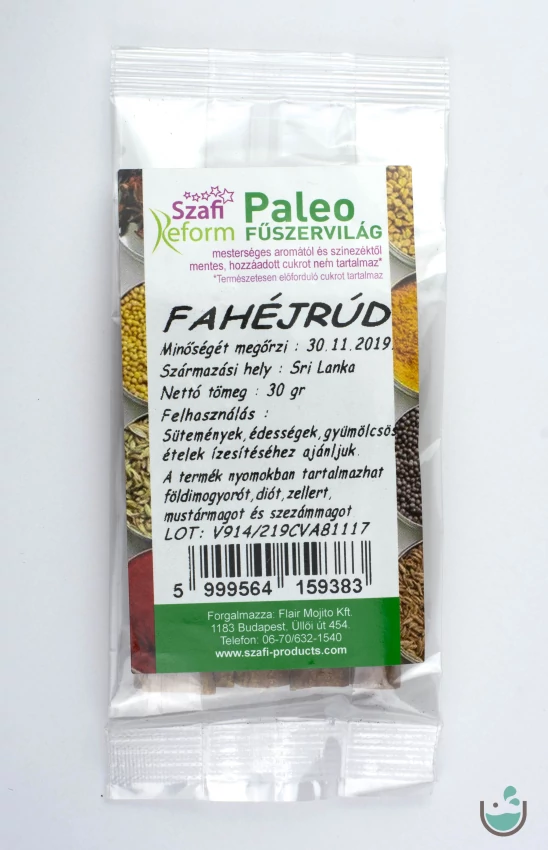 Szafi
Reform
Paleo
FŰSZERVILÁG
mesterséges aromától és színezéktől
mentes, hozzáadott cukrot nem tartalmaz*
*Természetesen előforduló cukrot tartalmaz
FAHÉJRÚD
Minőségét megőrzi : 30.11.2019.
Származási hely : Sri Lanka
Nettó tömeg : 30 gr
Felhasználás :
Sütemények,édességek,gyümölcsös
ételek ízesítéséhez ajánljuk.
A termék nyomokban tartalmazhat
földimogyorót,diót,zellert,
mustármagot és szezámmagot
LOT: V914/219CVA81117
5 999564 159383
Forgalmazza: Flair Mojito Kft.
1183 Budapest. Üllői út 454.
Telefon: 06-70/632-1540
www.szafi-products.com